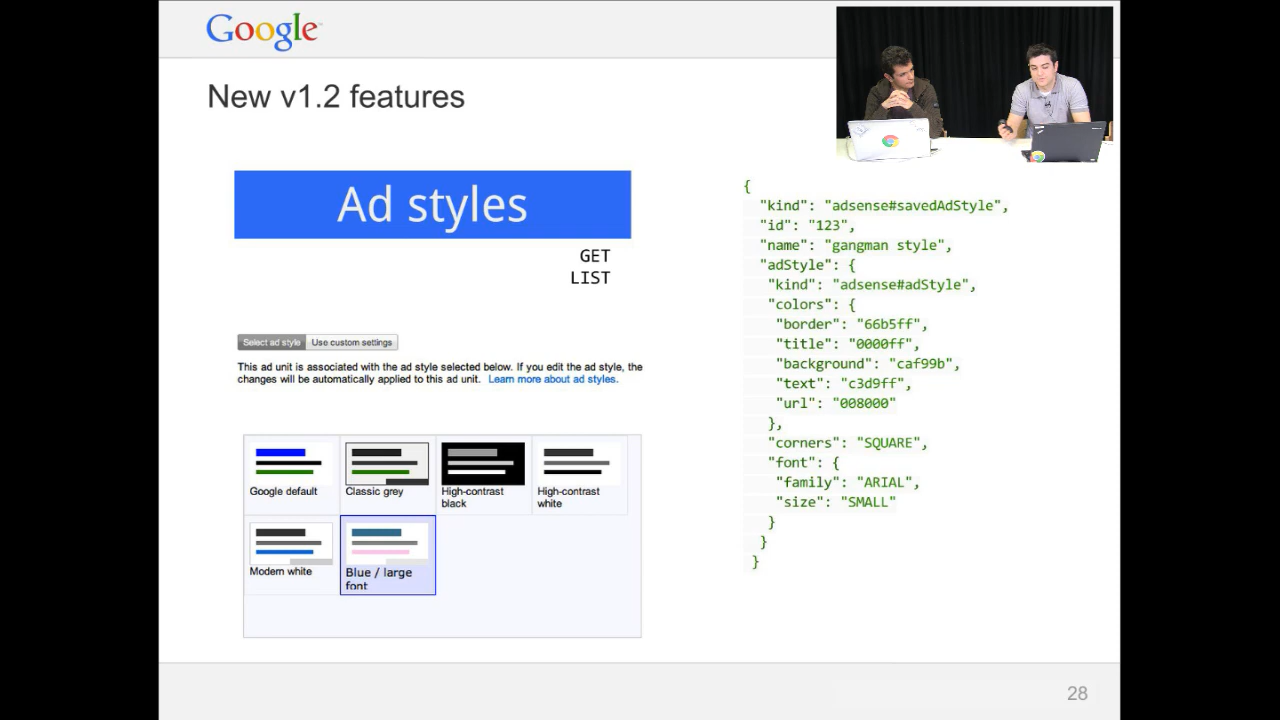 Google
New v1.2 features
Ad styles
GET
LIST
Select ad style Use custom settings
This ad unit is associated with the ad style selected below. If you edit the ad style, the
changes will be automatically applied to this ad unit. Learn more about ad styles.
Google default
Classic grey
High-contrast
black
High-contrast
white
Modern white
Blue / large
font
{
"kind": "adsense#savedAdStyle",
"id": "123",
"name": "gangman style",
"adStyle": {
"kind": "adsense#adStyle",
"colors": {
"border": "66b5ff",
"title": "0000ff",
"background": "caf99b",
"text": "c3d9ff",
"url": "008000"
},
"corners": "SQUARE",
"font": {
"family": "ARIAL",
"size": "SMALL"
}
}
}
28